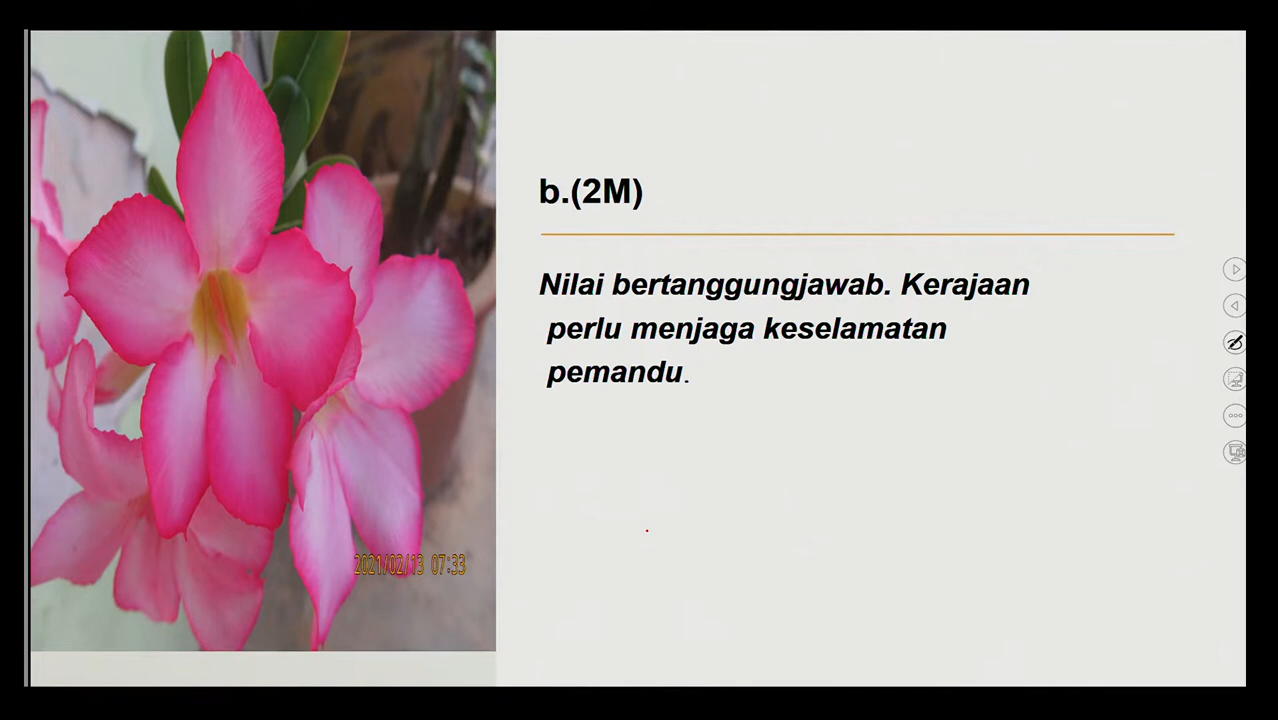 b.(2M)
Nilai bertanggungjawab. Kerajaan
perlu menjaga keselamatan
pemandu.
2021/02/13 07:33